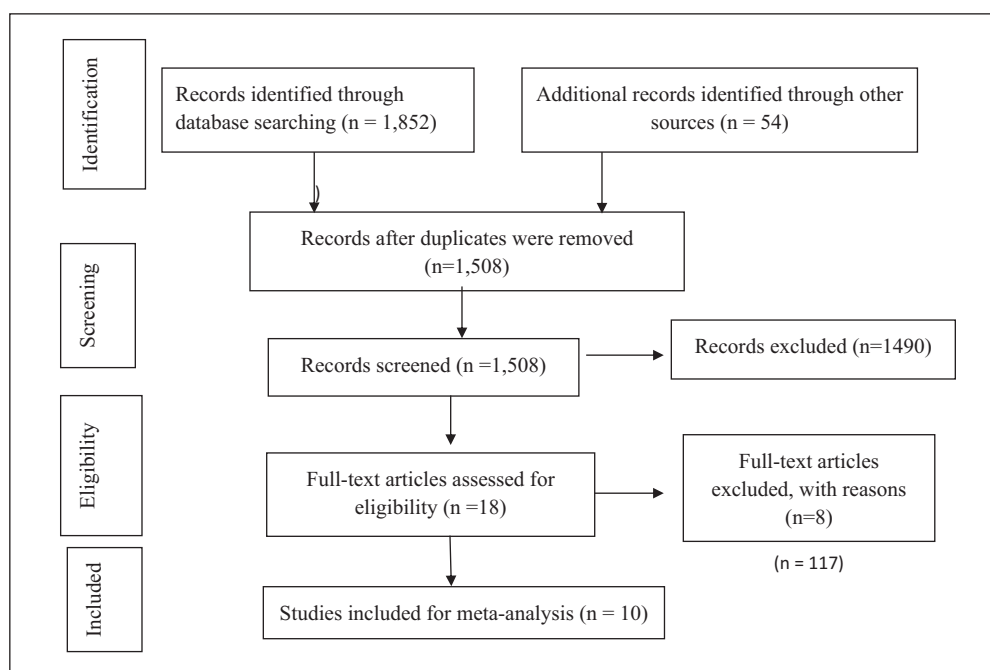 Identification
Records identified through
database searching (n = 1,852)
Additional records identified through other
sources (n = 54)
)
Records after duplicates were removed
(n=1,508)
Screening
Records screened (n =1,508)
Records excluded (n=1490)
Eligibility
Full-text articles assessed for
eligibility (n =18)
Full-text articles
excluded, with reasons
(n=8)
(n = 117)
Included
Studies included for meta-analysis (n = 10)